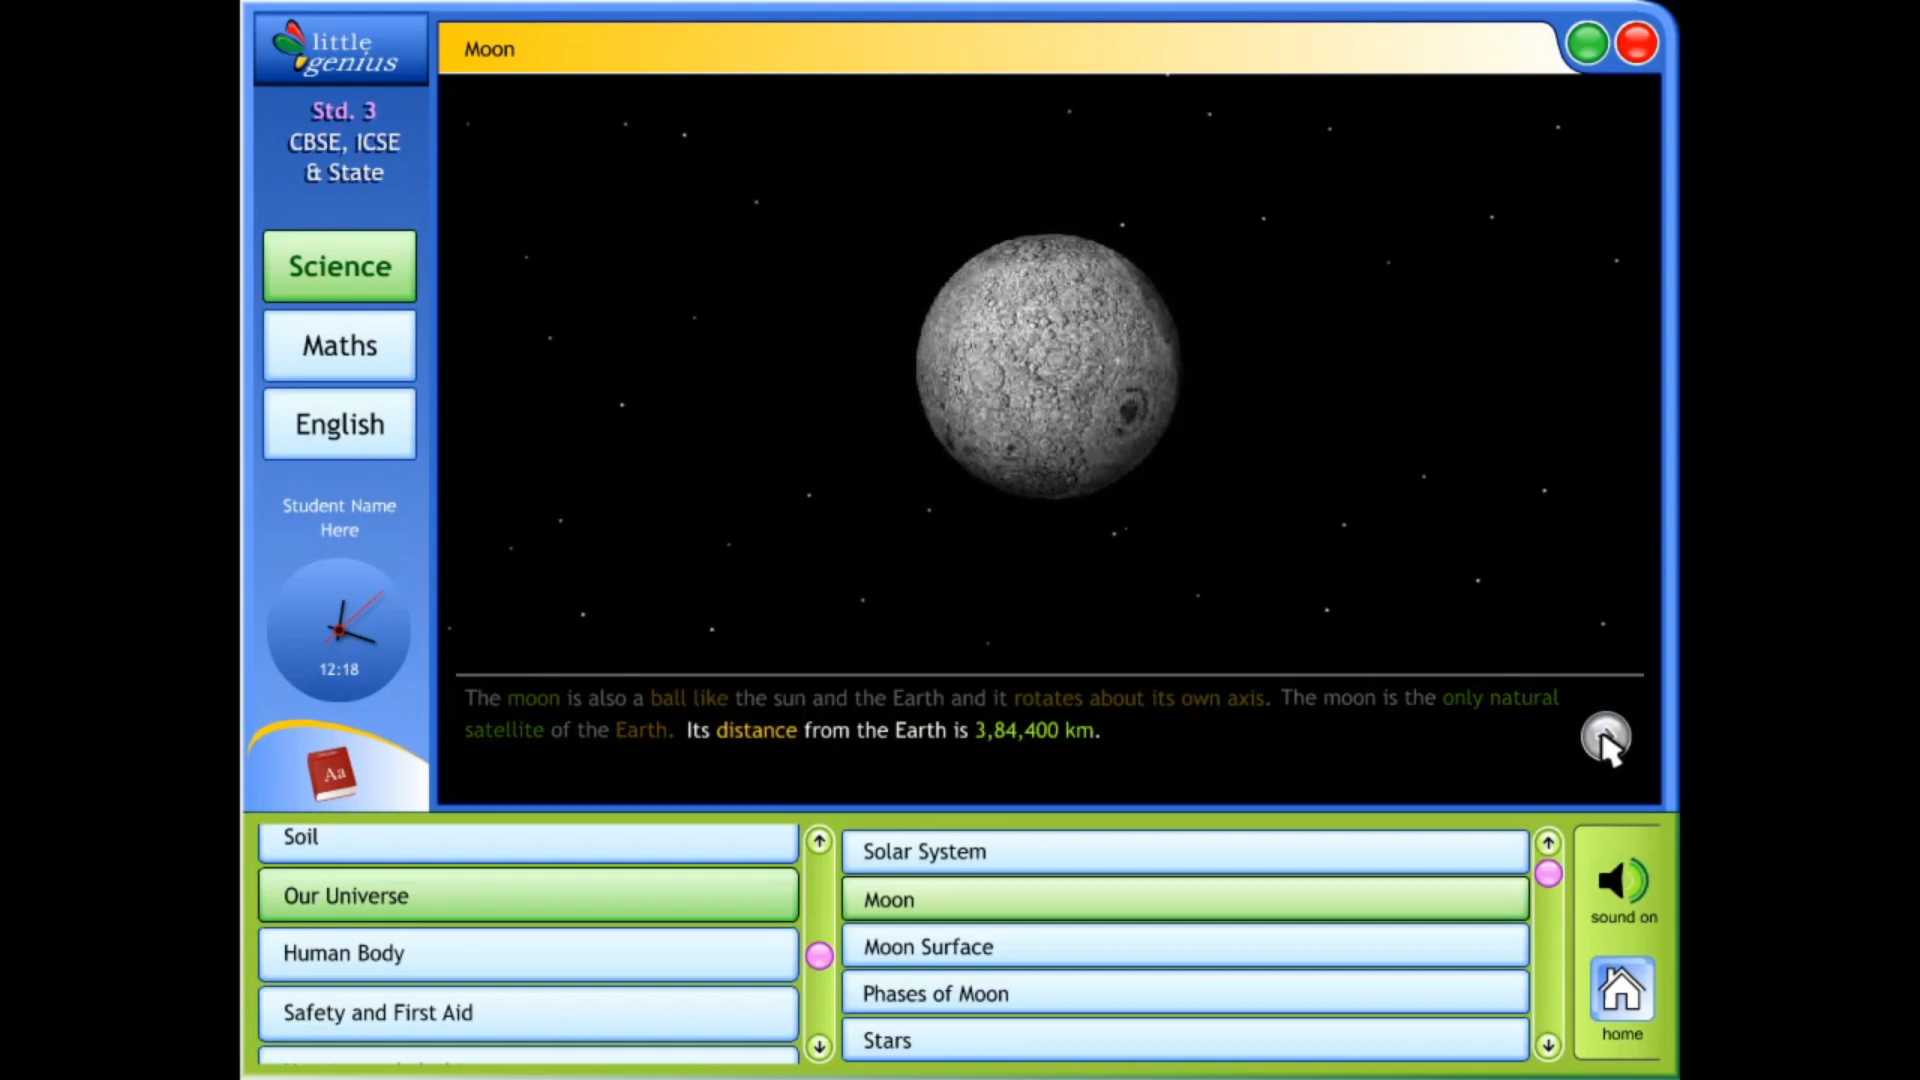 little
genius
Moon
Std. 3
CBSE, ICSE
& State
Science
Maths
English
Student Name
Here
12:18
Aa
The moon is also a ball like the sun and the Earth and it rotates about its own axis. The moon is the only natural
satellite of the Earth. Its distance from the Earth is 3,84,400 km.
Soil
Our Universe
Human Body
Safety and First Aid
Solar System
Moon
Moon Surface
Phases of Moon
Stars
sound on
home